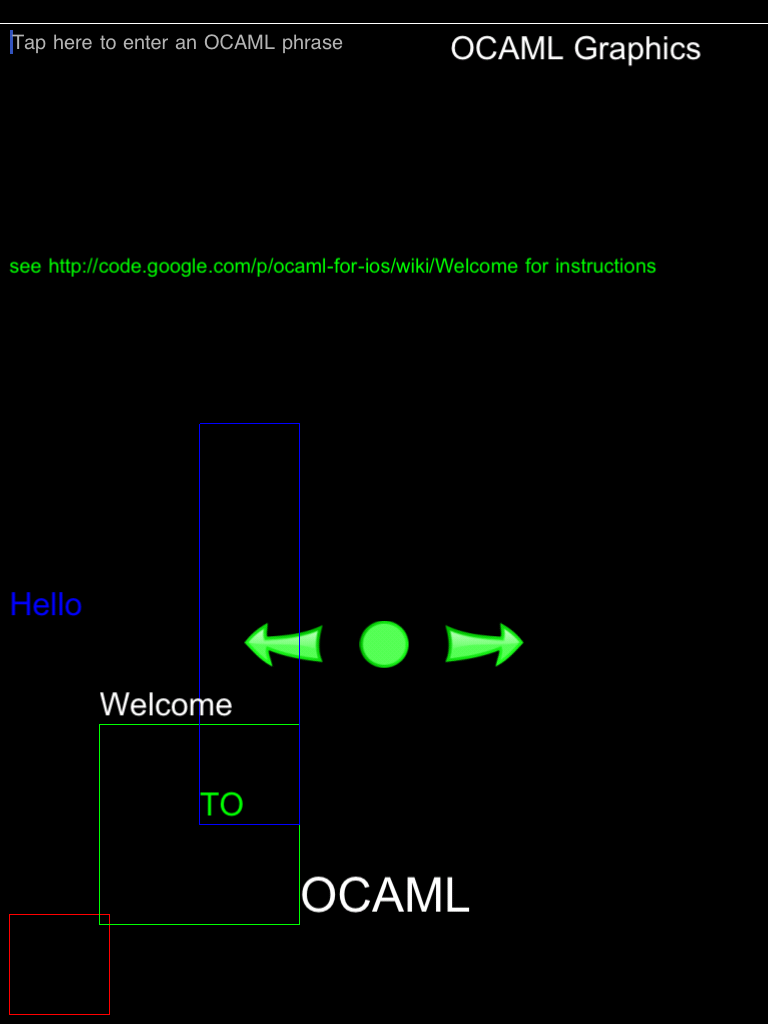 Tap here to enter an OCAML phrase
OCAML Graphics
see http://code.google.com/p/ocaml-for-ios/wiki/Welcome for instructions
Hello
Welcome
TO
OCAML